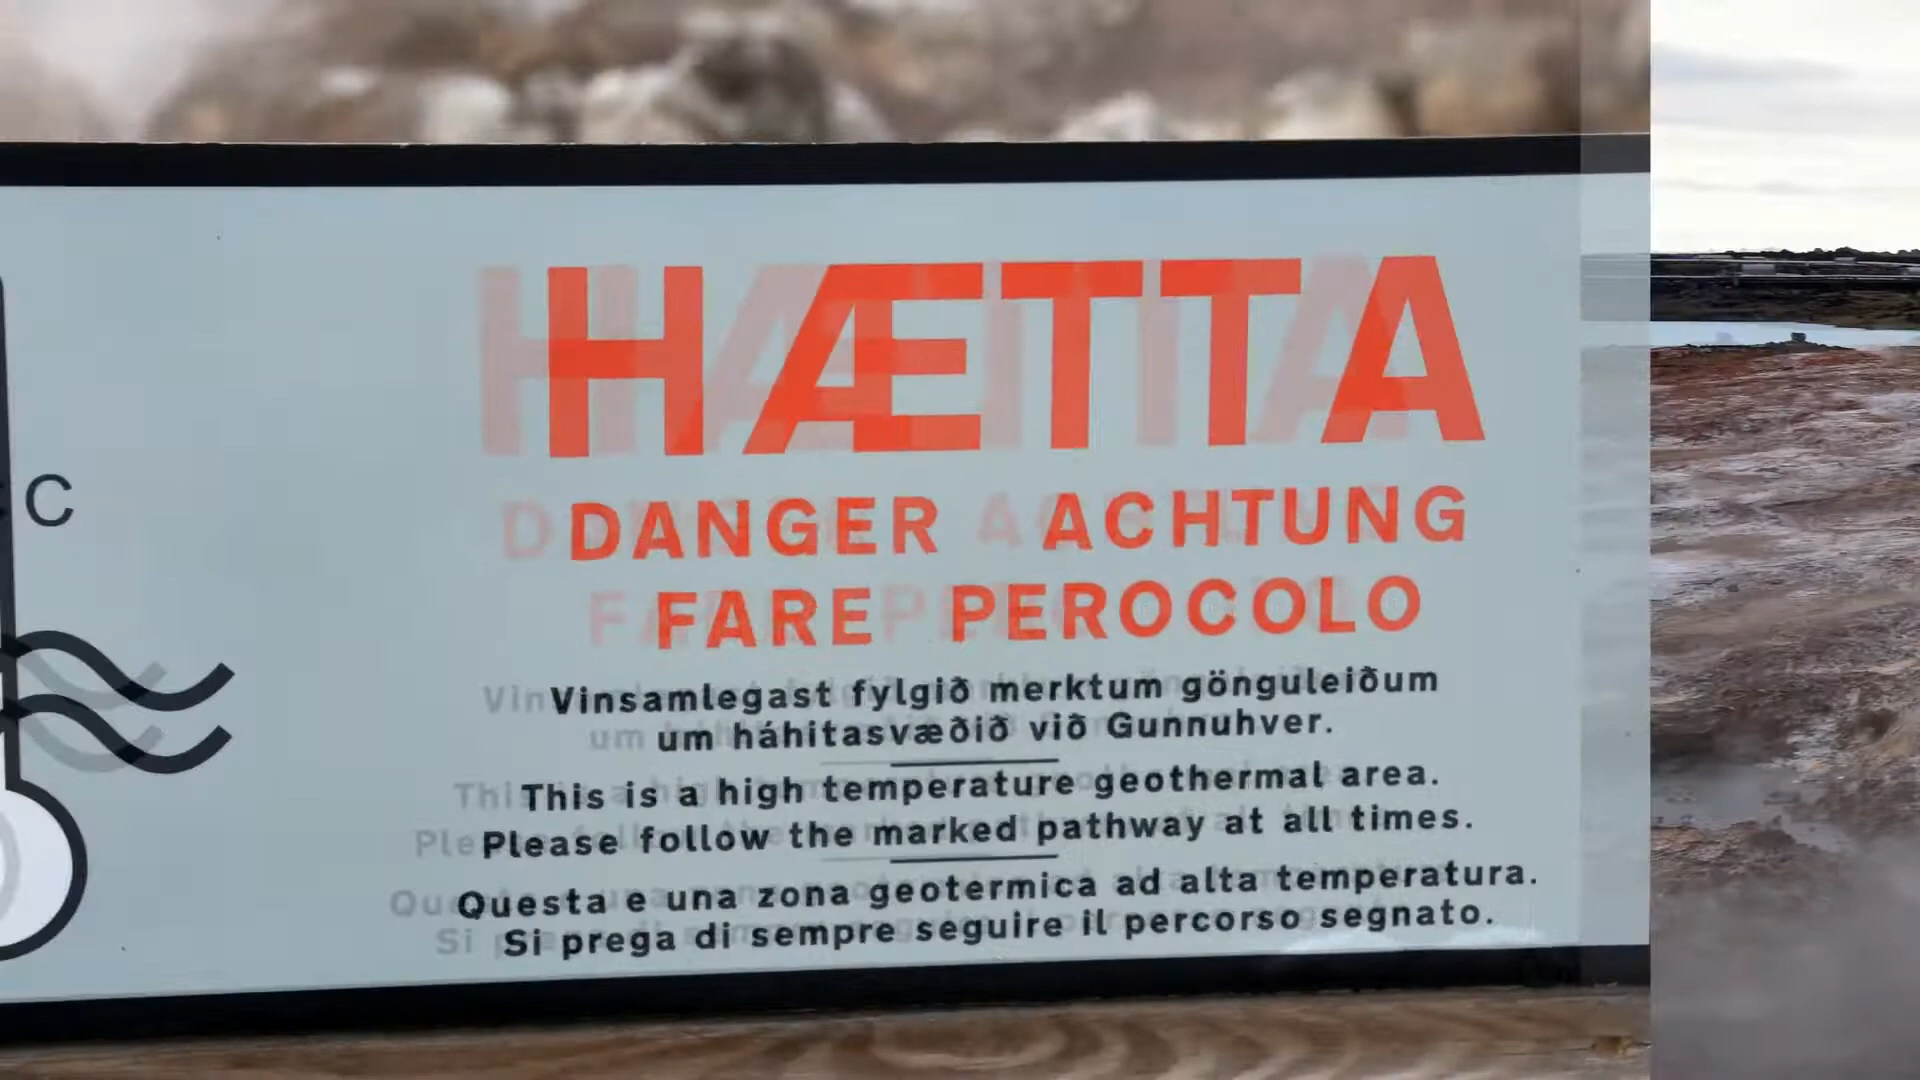 HÆTTA
DANGER ACHTUNG
FARE PEROCOLO
C
Vinsamlegast fylgið merktum gönguleiðum
um háhitasvæðið við Gunnuhver.
This is a high temperature geothermal area.
Please follow the marked pathway at all times.
Questa e una zona geotermica ad alta temperatura.
Si prega di sempre seguire il percorso segnato.